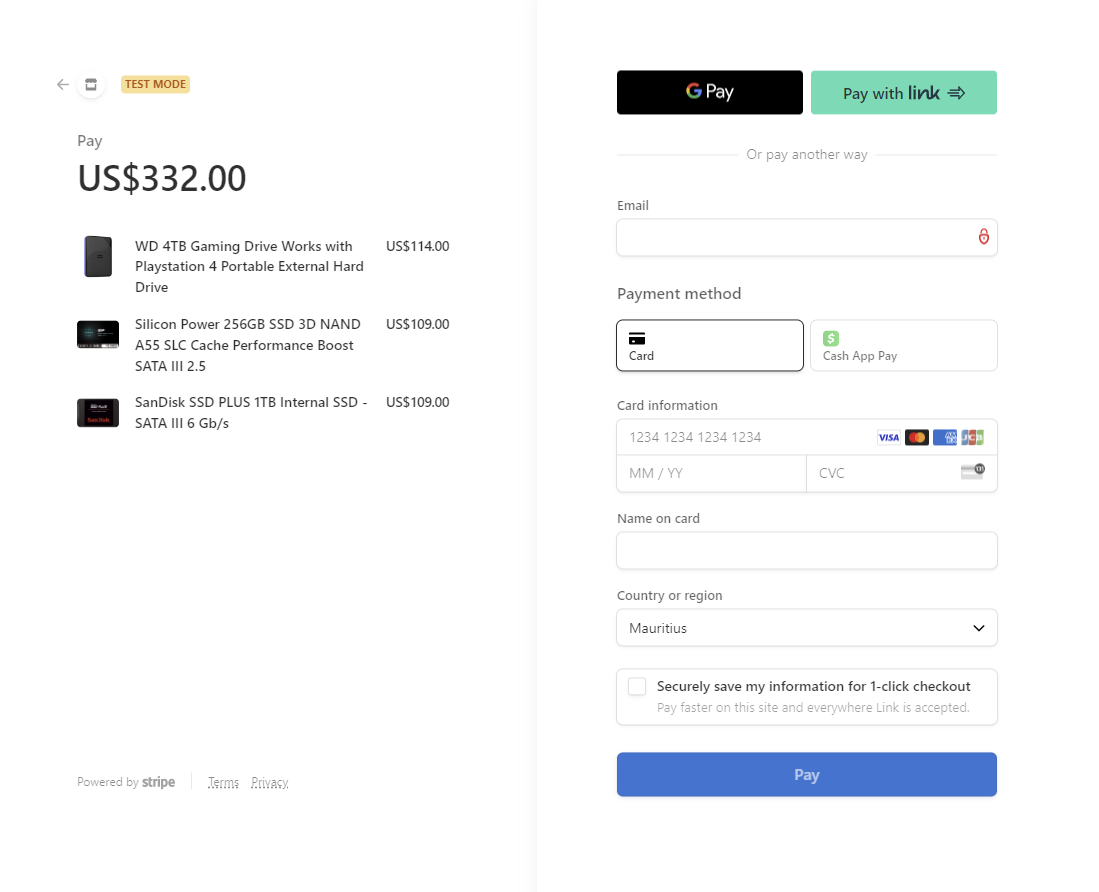 TEST MODE
Pay
US$332.00
WD 4TB Gaming Drive Works with US$114.00
Playstation 4 Portable External Hard
Drive
Silicon Power 256GB SSD 3D NAND US$109.00
A55 SLC Cache Performance Boost
SATA III 2.5
SanDisk SSD PLUS 1TB Internal SSD - US$109.00
SATA III 6 Gb/s
Powered by stripe Terms Privacy
G Pay Pay with link
Or pay another way
Email
Payment method
Card Cash App Pay
Card information
1234 1234 1234 1234 VISA
MM / YY CVC
Name on card
Country or region
Mauritius
Securely save my information for 1-click checkout
Pay faster on this site and everywhere Link is accepted.
Pay